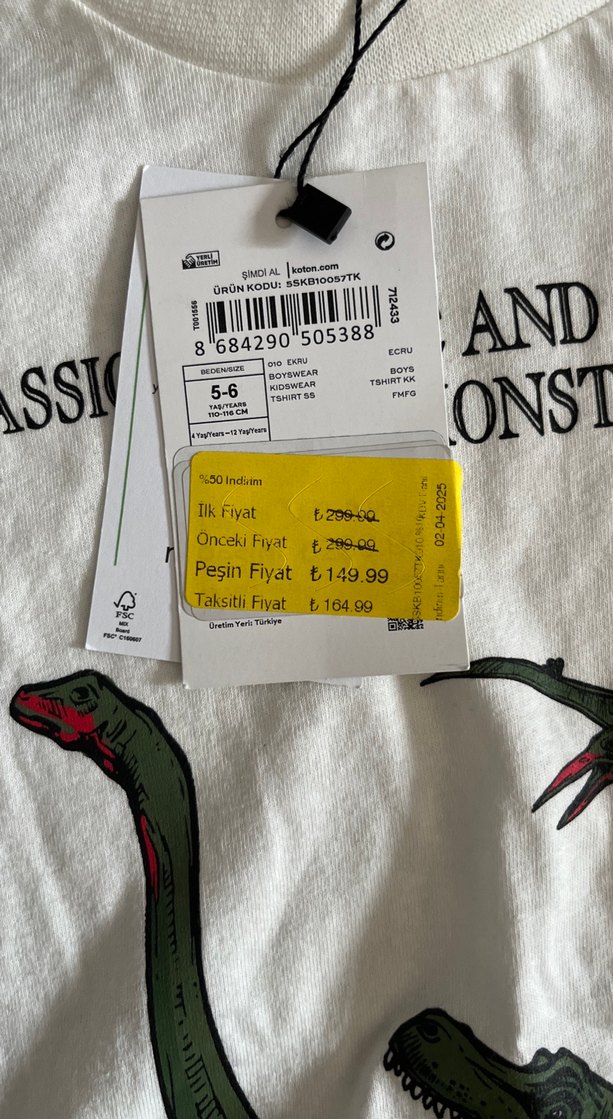 YERLİ
ÜRETİM
ŞİMDİ AL | koton.com
ÜRÜN KODU: 5SKB10057TK
T001556
712433
8 684290 505388
AND
ASSI
ONST
BEDEN/SIZE
5-6
YAŞ/YEARS
110-116 CM
4 Yaş/Years-12 Yaş/Years
010 EKRU
BOYSWEAR
KIDSWEAR
TSHIRT SS
ECRU
BOYS
TSHIRT KK
FMFG
%50 İndirim
İlk Fiyat ₺ 299.99
Önceki Fiyat ₺ 299.99
Peşin Fiyat ₺ 149.99
Taksitli Fiyat ₺ 164.99
02-04-2025
Üretim Yeri: Türkiye
FSC
MIX
Board
FSC® C160607